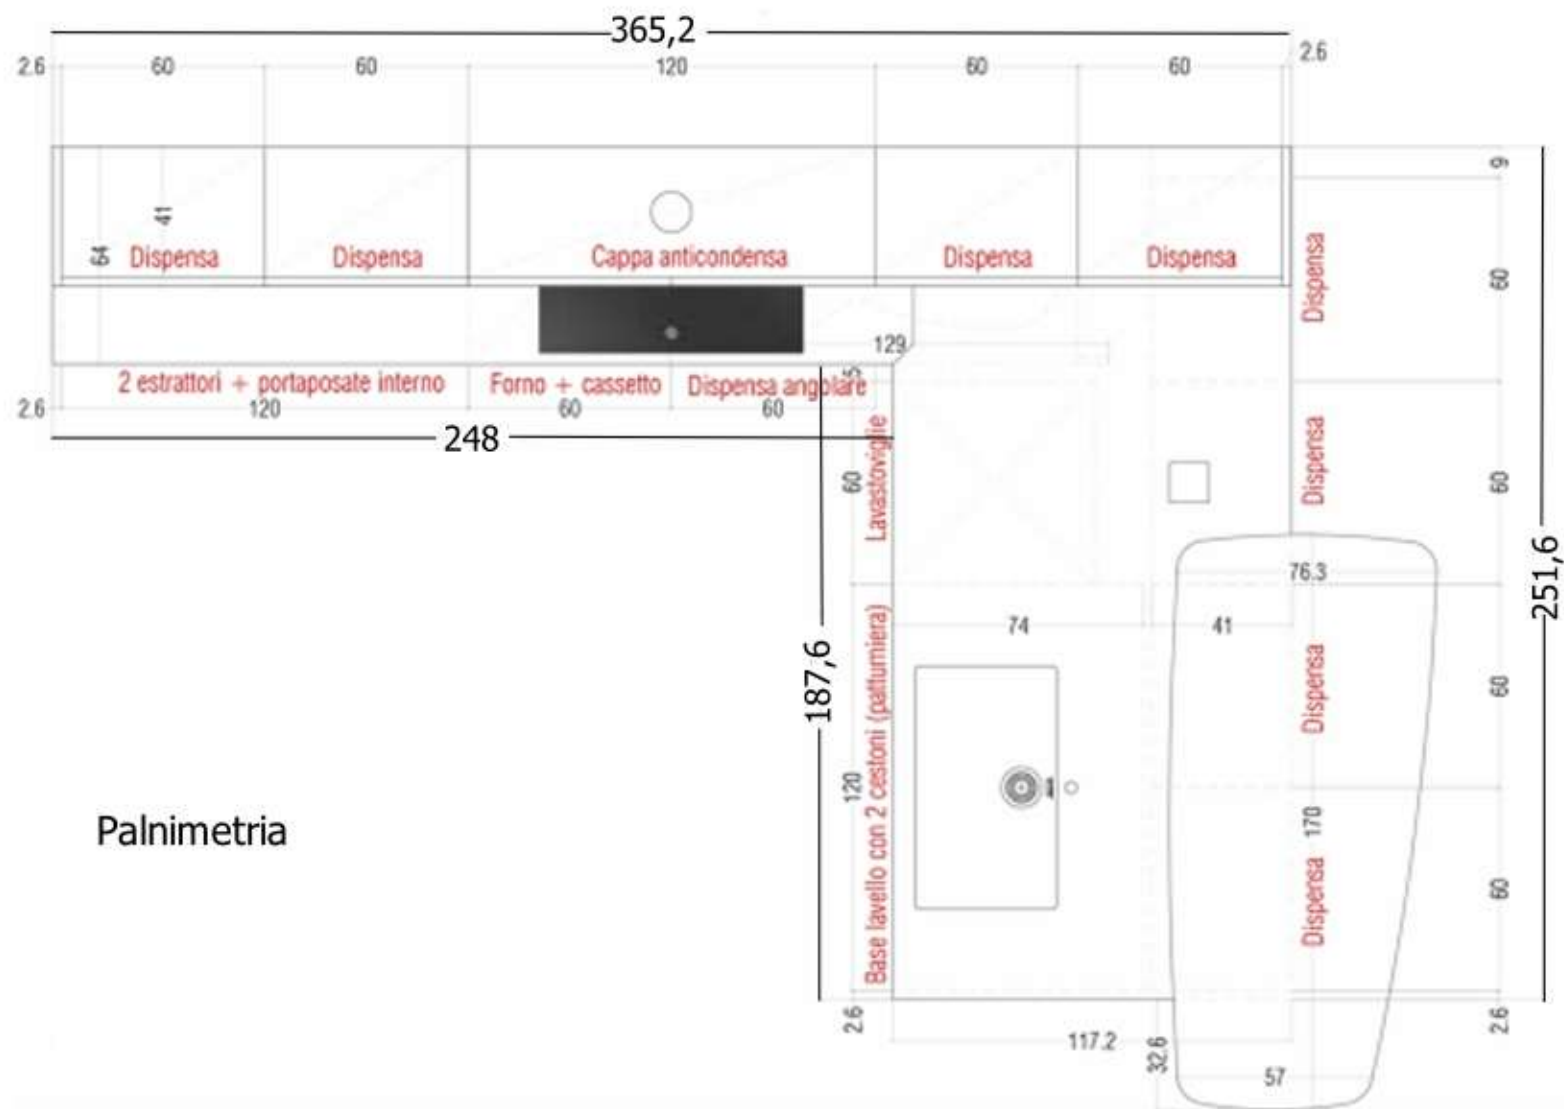 365,2
2.6 60 60 120 60 60 2.6
9
41
64
Dispensa Dispensa Cappa anticondensa Dispensa Dispensa
Dispensa
60
129
5
2 estrattori + portaposate interno Forno + cassetto Dispensa angolare
2.6 120 60 60
248
Lavastoviglie
60
Dispensa
60
76.3
251,6
74 41
187,6
Base lavello con 2 cestoni (pattumiera)
120
Dispensa
60
170
Palnimetria
Dispensa
60
2.6
117.2
32.6
57
2.6